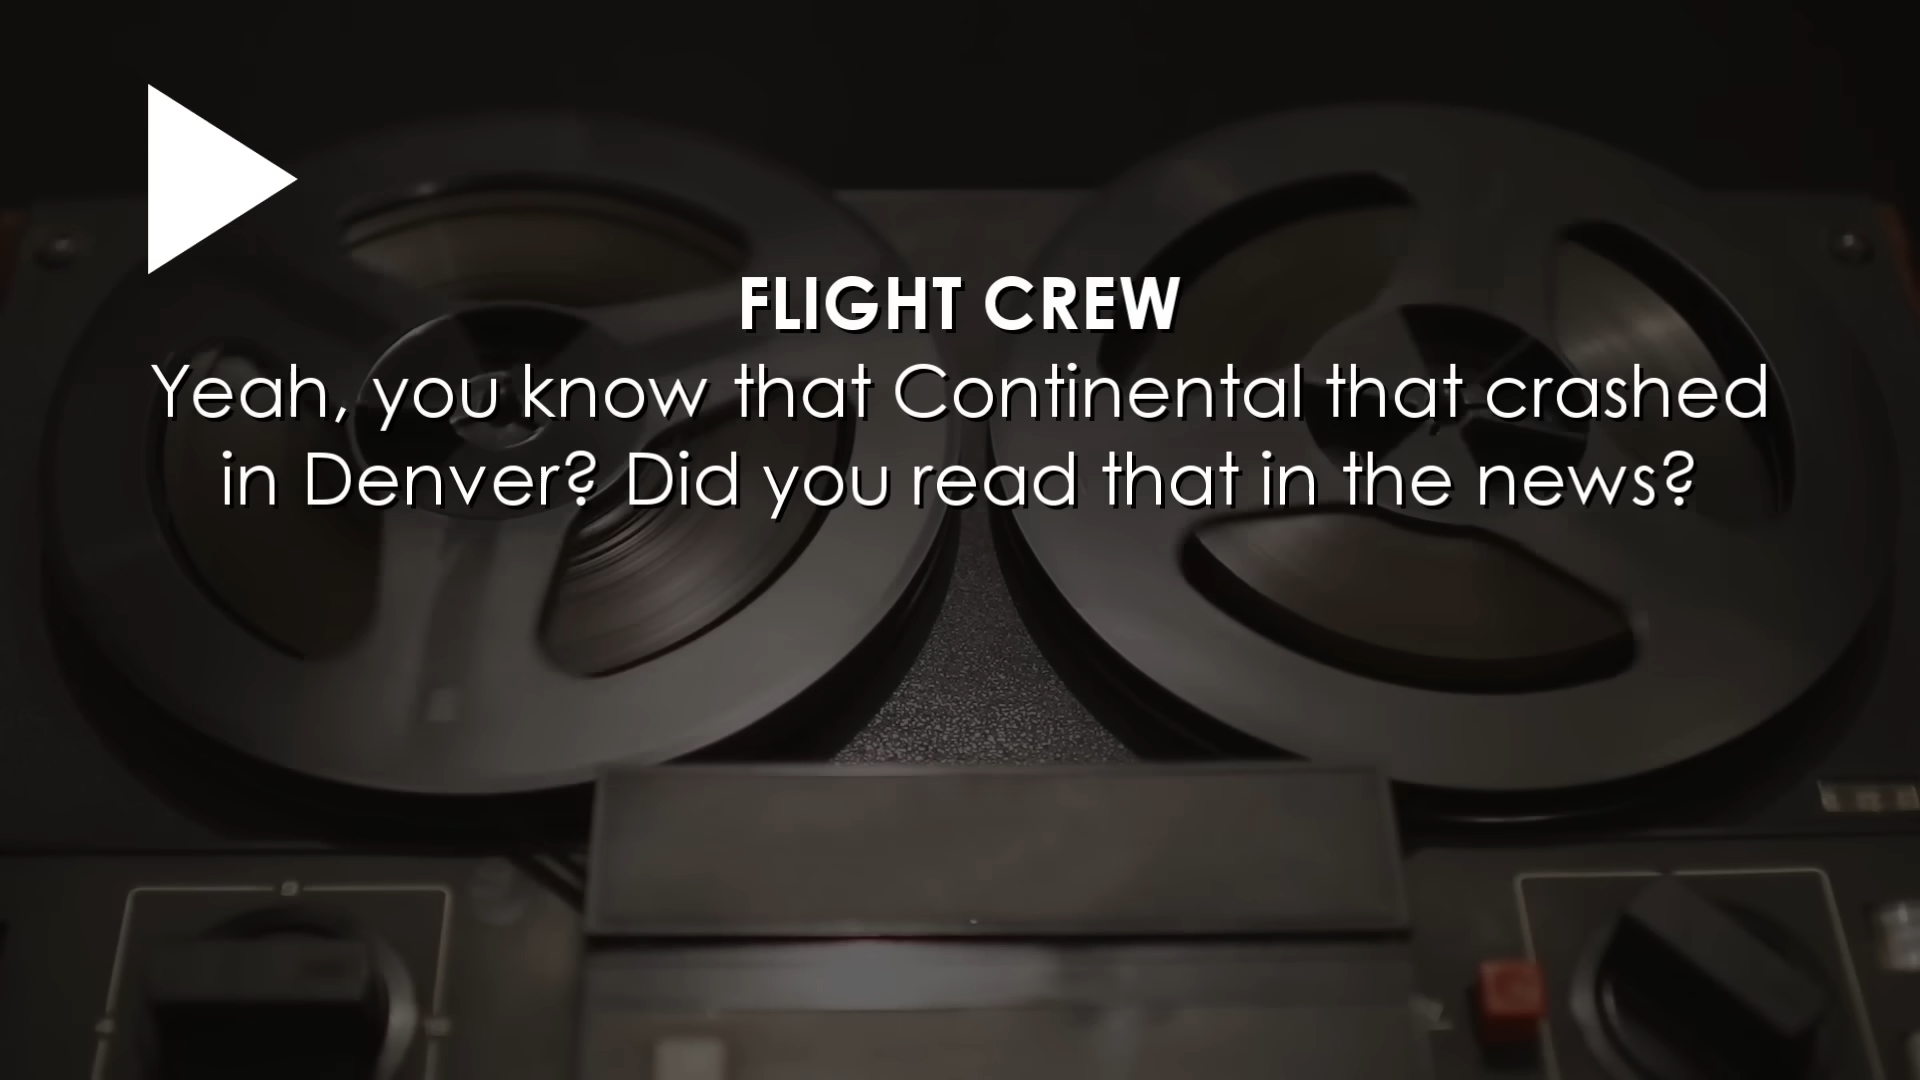 FLIGHT CREW
Yeah, you know that Continental that crashed
in Denver? Did you read that in the news?